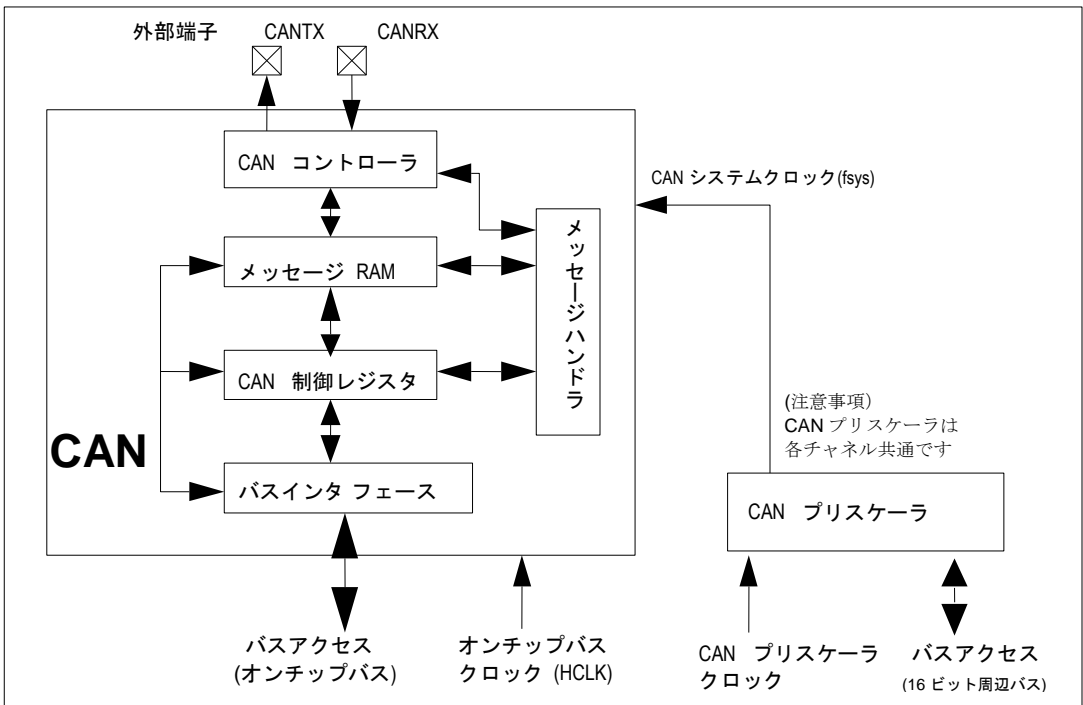 外部端子 CANTX CANRX
CAN コントローラ
CAN システムクロック(fsys)
メッセージハンドラ
メッセージ RAM
CAN 制御レジスタ
(注意事項）
CAN プリスケーラは
各チャネル共通です
CAN
バスインタ フェース
CAN プリスケーラ
バスアクセス
(オンチップバス)
オンチップバス
クロック (HCLK)
CAN プリスケーラ
クロック
バスアクセス
(16 ビット周辺バス)